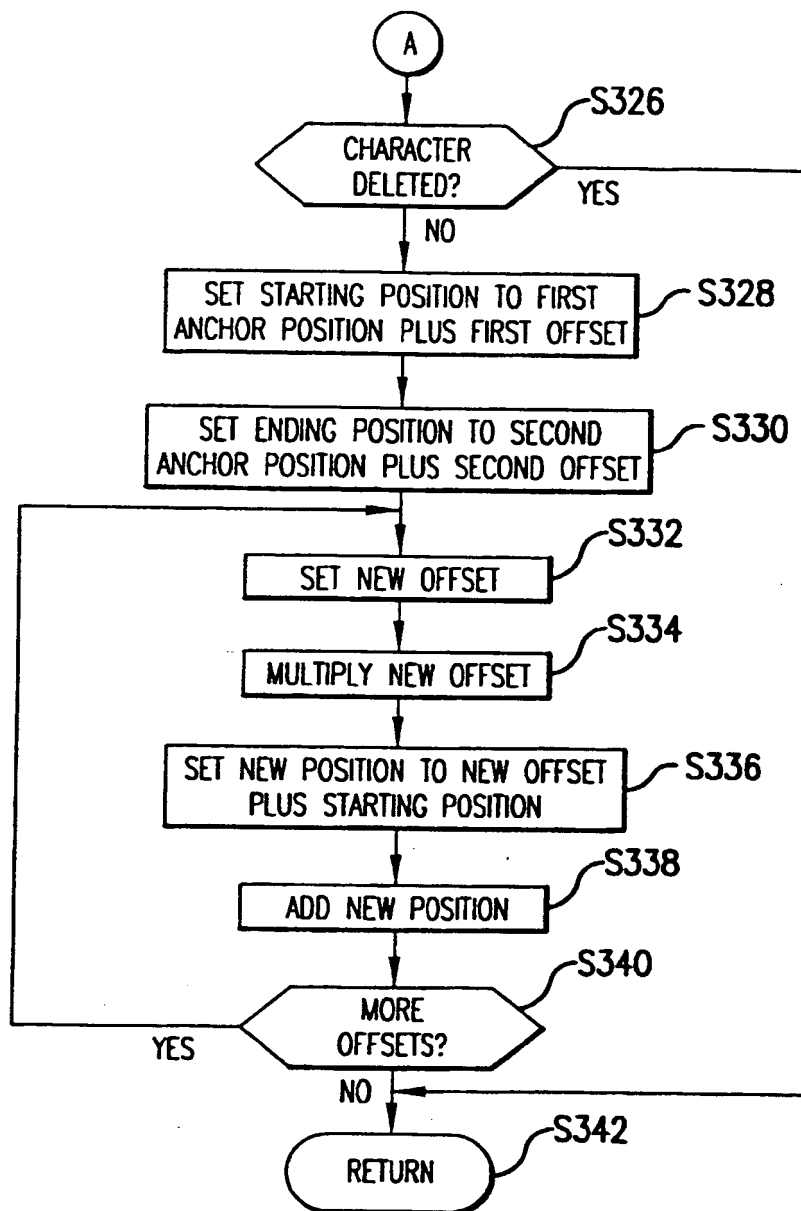 A
S326
CHARACTER
DELETED?
YES
NO
SET STARTING POSITION TO FIRST
ANCHOR POSITION PLUS FIRST OFFSET
S328
SET ENDING POSITION TO SECOND
ANCHOR POSITION PLUS SECOND OFFSET
S330
S332
SET NEW OFFSET
S334
MULTIPLY NEW OFFSET
SET NEW POSITION TO NEW OFFSET
PLUS STARTING POSITION
S336
S338
ADD NEW POSITION
S340
MORE
OFFSETS?
YES
NO
S342
RETURN